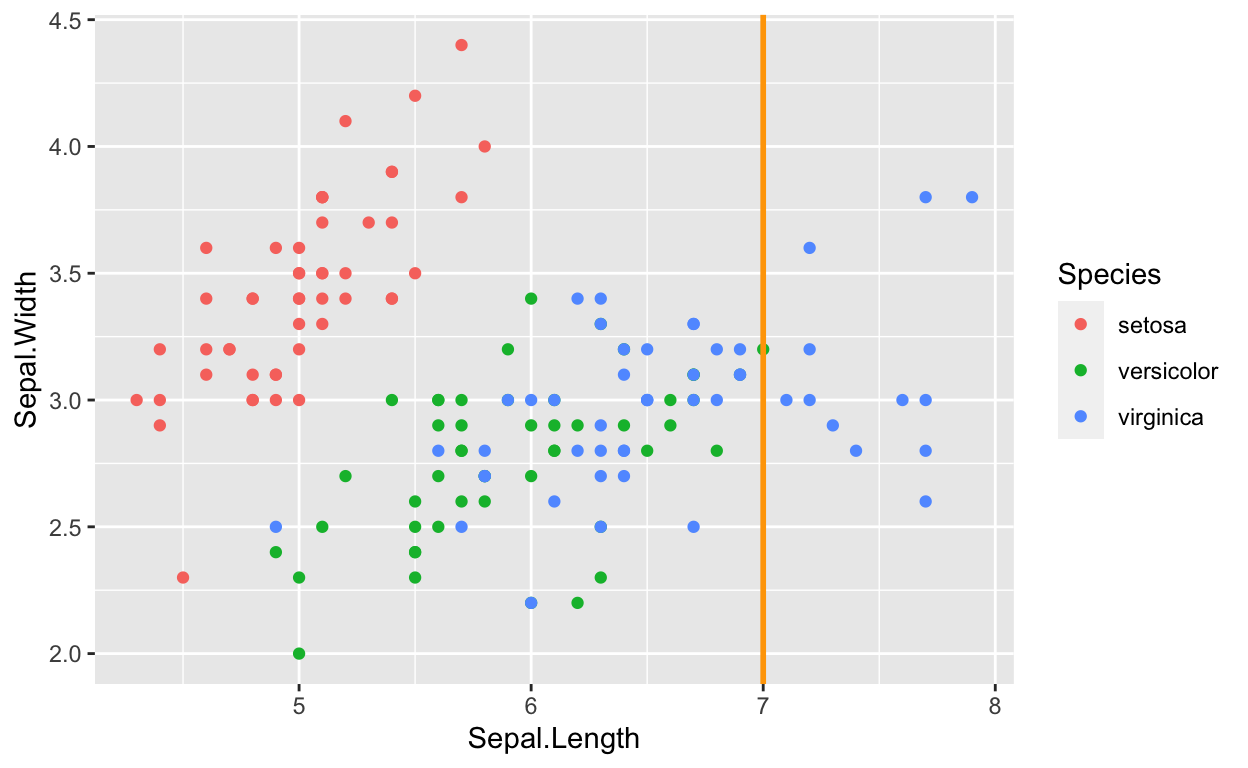 4.5
4.0
3.5
3.0
2.5
2.0
Sepal.Width
5 6 7 8
Sepal.Length
Species
setosa
versicolor
virginica